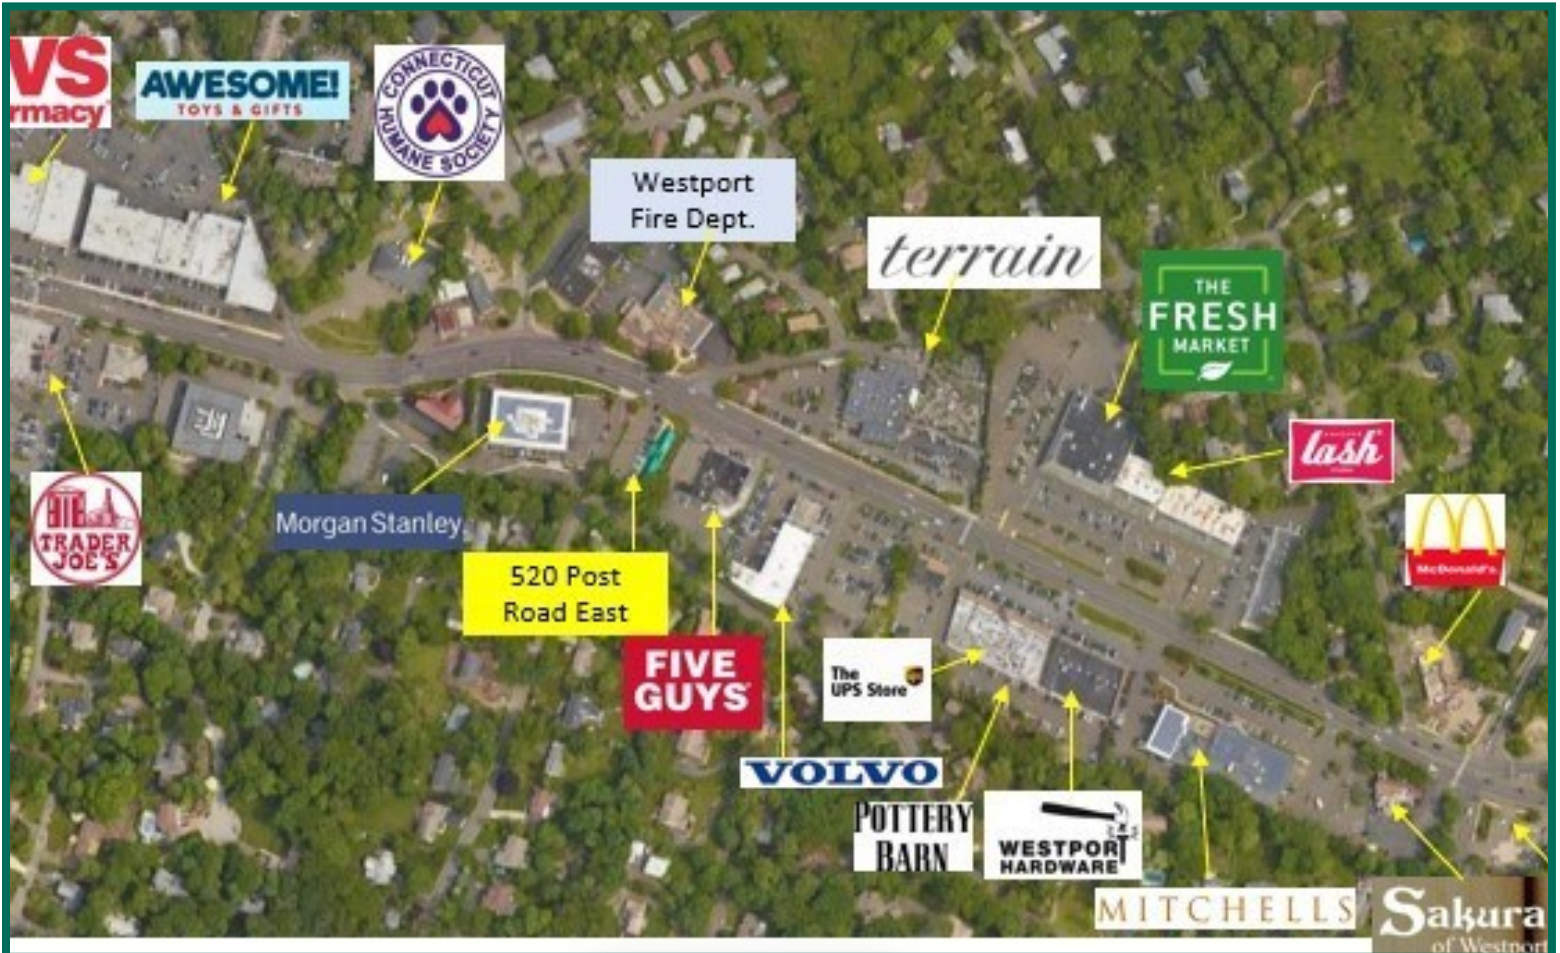 VS
rmacy
AWESOME!
TOYS & GIFTS
CONNECTICUT
HUMANE SOCIETY
Westport
Fire Dept.
terrain
THE
FRESH
MARKET
lash
McDonald's
TRADER
JOE'S
Morgan Stanley
520 Post
Road East
FIVE
GUYS
The
UPS Store
VOLVO
POTTERY
BARN
WESTPORT
HARDWARE
MITCHELLS
Sakura
of Westport